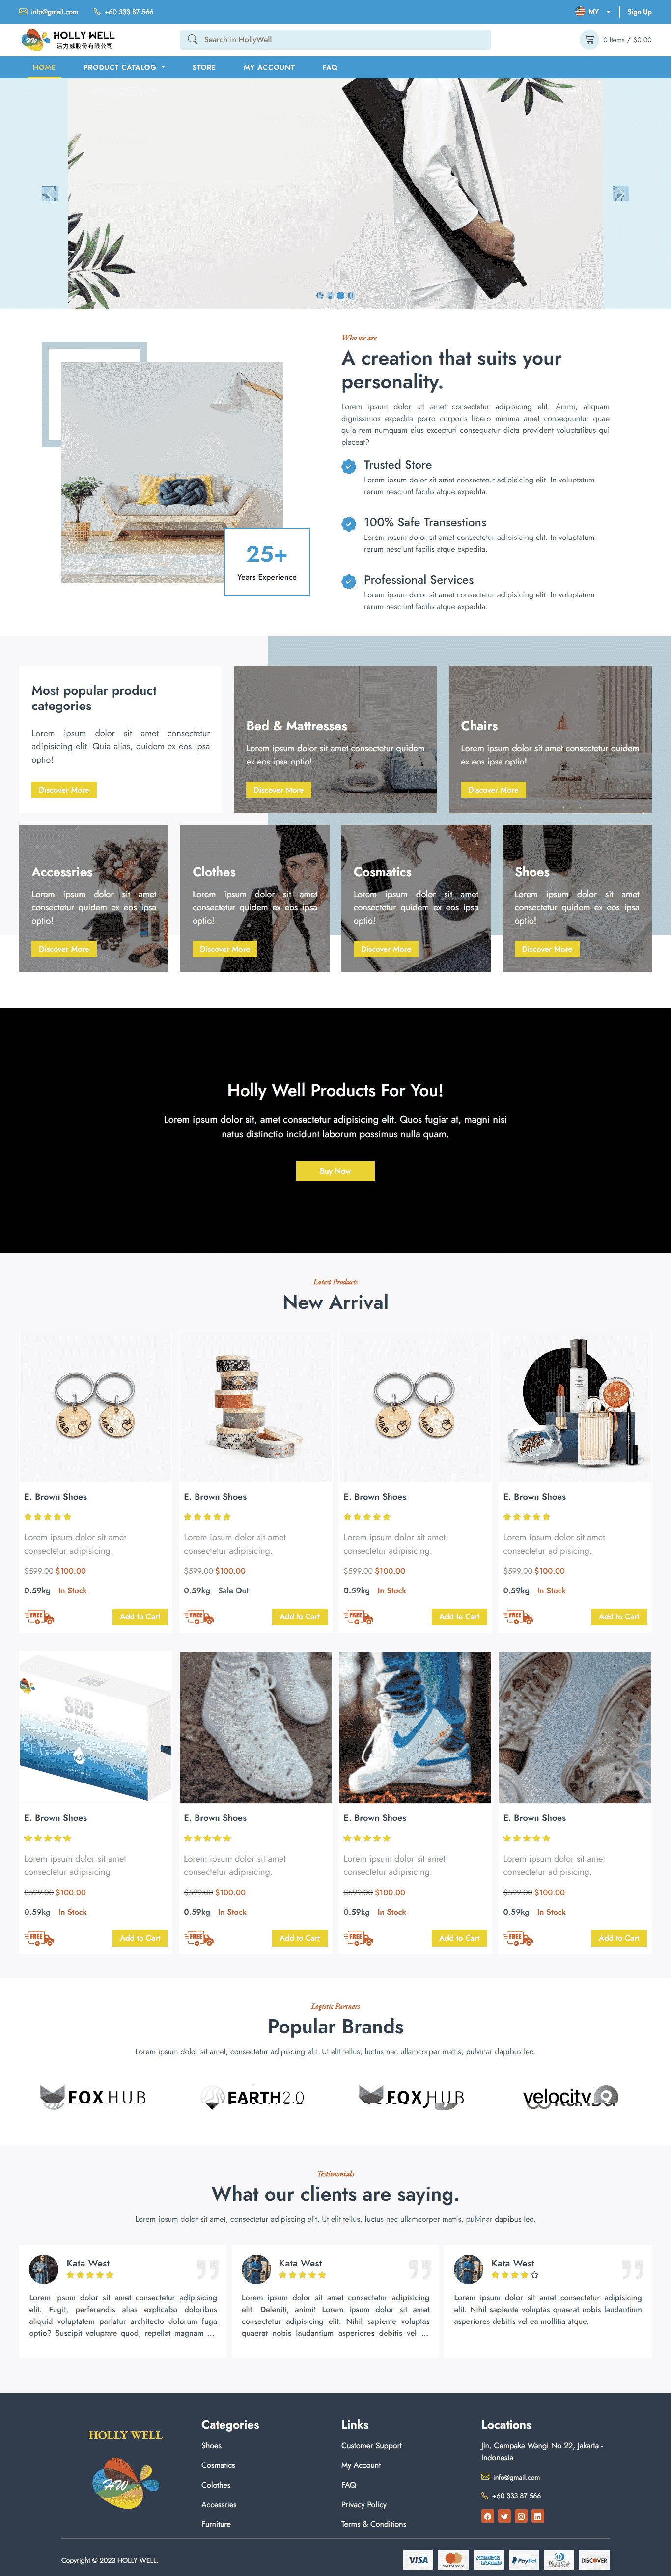 info@gmail.com +60 333 87 566 MY Sign Up
HOLLY WELL
活力威股份有限公司
Search in HollyWell
0 Items / $0.00
HOME PRODUCT CATALOG STORE MY ACCOUNT FAQ
Who we are
A creation that suits your
personality.
Lorem ipsum dolor sit amet consectetur adipisicing elit. Animi, aliquam
dignissimos expedita porro corporis libero minima amet consequuntur quae
quia rem numquam eius excepturi consequatur dicta provident voluptatibus qui
placeat?
Trusted Store
Lorem ipsum dolor sit amet consectetur adipisicing elit. In voluptatum
rerum nesciunt facilis atque expedita.
100% Safe Transestions
Lorem ipsum dolor sit amet consectetur adipisicing elit. In voluptatum
rerum nesciunt facilis atque expedita.
Professional Services
Lorem ipsum dolor sit amet consectetur adipisicing elit. In voluptatum
rerum nesciunt facilis atque expedita.
25+
Years Experience
Most popular product
categories
Lorem ipsum dolor sit amet consectetur
adipisicing elit. Quia alias, quidem ex eos ipsa
optio!
Discover More
Bed & Mattresses
Lorem ipsum dolor sit amet consectetur quidem
ex eos ipsa optio!
Discover More
Chairs
Lorem ipsum dolor sit amet consectetur quidem
ex eos ipsa optio!
Discover More
Accessries
Lorem ipsum dolor sit amet
consectetur quidem ex eos ipsa
optio!
Discover More
Clothes
Lorem ipsum dolor sit amet
consectetur quidem ex eos ipsa
optio!
Discover More
Cosmatics
Lorem ipsum dolor sit amet
consectetur quidem ex eos ipsa
optio!
Discover More
Shoes
Lorem ipsum dolor sit amet
consectetur quidem ex eos ipsa
optio!
Discover More
Holly Well Products For You!
Lorem ipsum dolor sit, amet consectetur adipisicing elit. Quos fugiat at, magni nisi
natus distinctio incidunt laborum possimus nulla quam.
Buy Now
Latest Products
New Arrival
M&B M&B
E. Brown Shoes
Lorem ipsum dolor sit amet
consectetur adipisicing.
$599.00 $100.00
0.59kg In Stock
FREE Add to Cart
E. Brown Shoes
Lorem ipsum dolor sit amet
consectetur adipisicing.
$599.00 $100.00
0.59kg Sale Out
FREE Add to Cart
M&B M&B
E. Brown Shoes
Lorem ipsum dolor sit amet
consectetur adipisicing.
$599.00 $100.00
0.59kg In Stock
FREE Add to Cart
E. Brown Shoes
Lorem ipsum dolor sit amet
consectetur adipisicing.
$599.00 $100.00
0.59kg In Stock
FREE Add to Cart
SBC
ALL IN ONE
E. Brown Shoes
Lorem ipsum dolor sit amet
consectetur adipisicing.
$599.00 $100.00
0.59kg In Stock
FREE Add to Cart
E. Brown Shoes
Lorem ipsum dolor sit amet
consectetur adipisicing.
$599.00 $100.00
0.59kg In Stock
FREE Add to Cart
E. Brown Shoes
Lorem ipsum dolor sit amet
consectetur adipisicing.
$599.00 $100.00
0.59kg In Stock
FREE Add to Cart
E. Brown Shoes
Lorem ipsum dolor sit amet
consectetur adipisicing.
$599.00 $100.00
0.59kg In Stock
FREE Add to Cart
Logistic Partners
Popular Brands
Lorem ipsum dolor sit amet, consectetur adipiscing elit. Ut elit tellus, luctus nec ullamcorper mattis, pulvinar dapibus leo.
FOX HUB EARTH 2.0 FOX HUB velocity
Testimonials
What our clients are saying.
Lorem ipsum dolor sit amet, consectetur adipiscing elit. Ut elit tellus, luctus nec ullamcorper mattis, pulvinar dapibus leo.
Kata West
Lorem ipsum dolor sit amet consectetur adipisicing
elit. Fugit, perferendis alias explicabo doloribus
aliquid voluptatem pariatur architecto dolorum fuga
optio? Suscipit voluptate quod, repellat magnam ...
Kata West
Lorem ipsum dolor sit amet consectetur adipisicing
elit. Deleniti, animi! Lorem ipsum dolor sit amet
consectetur adipisicing elit. Nihil sapiente voluptas
quaerat nobis laudantium asperiores debitis vel ...
Kata West
Lorem ipsum dolor sit amet consectetur adipisicing
elit. Nihil sapiente voluptas quaerat nobis laudantium
asperiores debitis vel ea mollitia atque.
HOLLY WELL
HW
Categories
Shoes
Cosmatics
Colothes
Accessries
Furniture
Links
Customer Support
My Account
FAQ
Privacy Policy
Terms & Conditions
Locations
Jln. Cempaka Wangi No 22, Jakarta -
Indonesia
info@gmail.com
+60 333 87 566
Copyright © 2023 HOLLY WELL.
VISA mastercard AMERICAN EXPRESS PayPal Diners Club DISCOVER